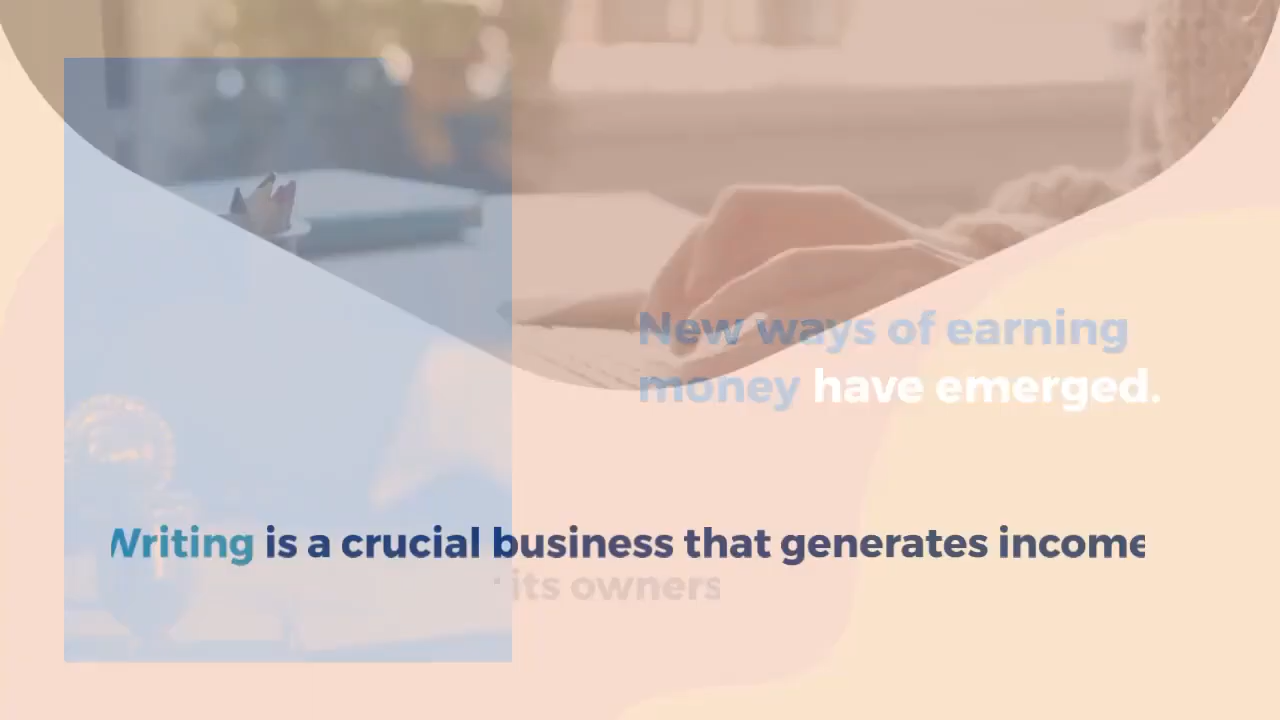 New ways of earning
money have emerged.
Writing is a crucial business that generates income
its owners